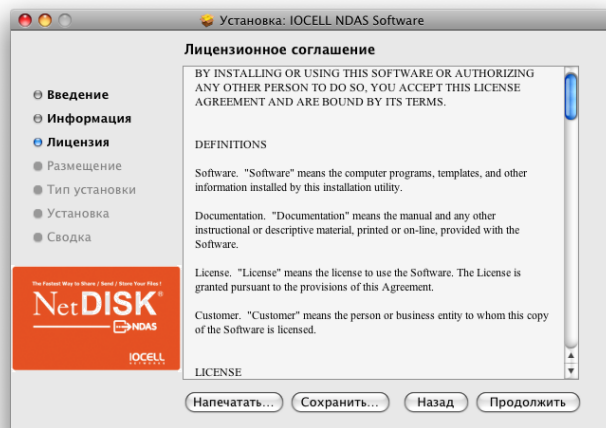 Установка: IOCELL NDAS Software
Лицензионное соглашение
Введение
Информация
Лицензия
Размещение
Тип установки
Установка
Сводка
The Fastest Way to Share / Send / Store Your Files !
NetDISK®
NDAS
IOCELL
NETWORKS
BY INSTALLING OR USING THIS SOFTWARE OR AUTHORIZING
ANY OTHER PERSON TO DO SO, YOU ACCEPT THIS LICENSE
AGREEMENT AND ARE BOUND BY ITS TERMS.
DEFINITIONS
Software. "Software" means the computer programs, templates, and other
information installed by this installation utility.
Documentation. "Documentation" means the manual and any other
instructional or descriptive material, printed or on-line, provided with the
Software.
License. "License" means the license to use the Software. The License is
granted pursuant to the provisions of this Agreement.
Customer. "Customer" means the person or business entity to whom this copy
of the Software is licensed.
LICENSE
Напечатать...
Сохранить...
Назад
Продолжить